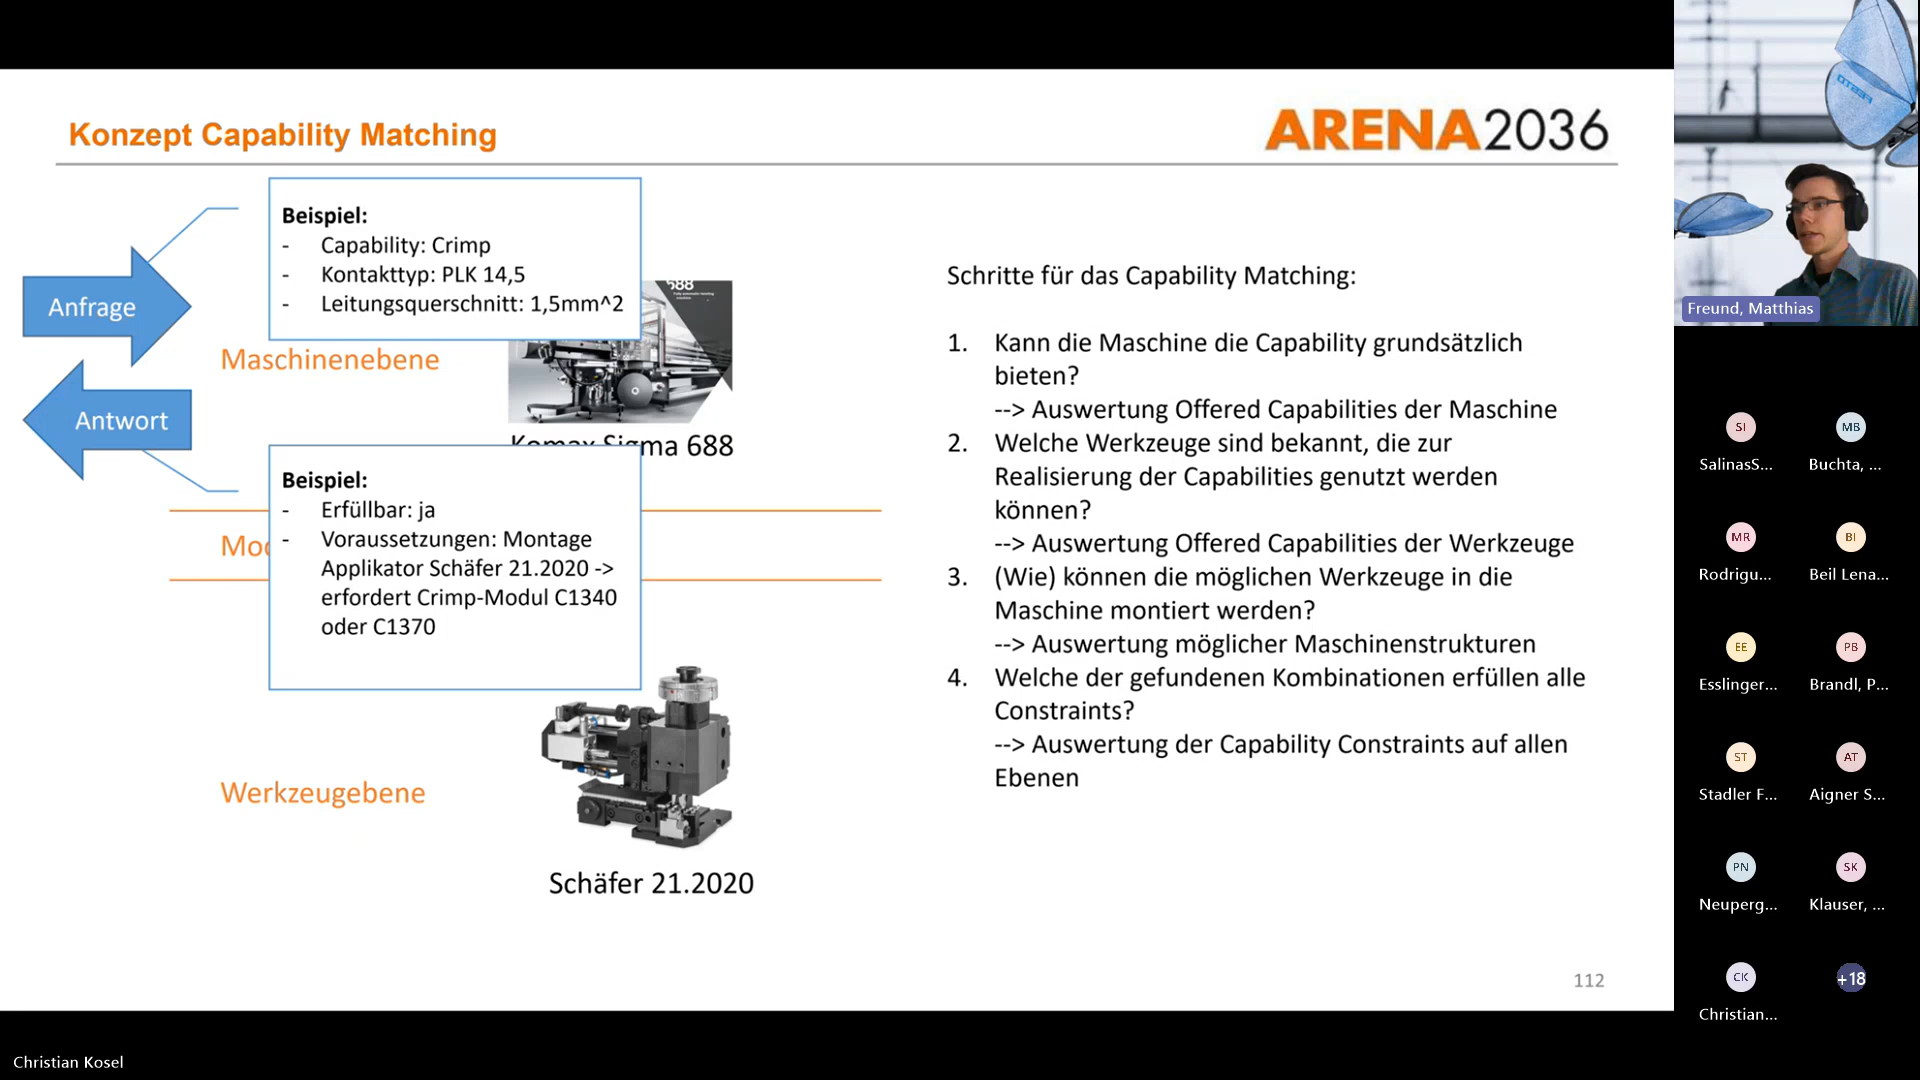 Konzept Capability Matching
ARENA2036
Anfrage
Antwort
Beispiel:
- Capability: Crimp
- Kontakttyp: PLK 14,5
- Leitungsquerschnitt: 1,5mm^2
688
Maschinenebene
Komax Sigma 688
Beispiel:
- Erfüllbar: ja
- Voraussetzungen: Montage
Applikator Schäfer 21.2020 ->
erfordert Crimp-Modul C1340
oder C1370
Mod
Werkzeugebene
Schäfer 21.2020
Schritte für das Capability Matching:
1. Kann die Maschine die Capability grundsätzlich
bieten?
--> Auswertung Offered Capabilities der Maschine
2. Welche Werkzeuge sind bekannt, die zur
Realisierung der Capabilities genutzt werden
können?
--> Auswertung Offered Capabilities der Werkzeuge
3. (Wie) können die möglichen Werkzeuge in die
Maschine montiert werden?
--> Auswertung möglicher Maschinenstrukturen
4. Welche der gefundenen Kombinationen erfüllen alle
Constraints?
--> Auswertung der Capability Constraints auf allen
Ebenen
112
Christian Kosel
FESTO
Freund, Matthias
SI
SalinasS...
MB
Buchta, ...
MR
Rodrigu...
BI
Beil Lena...
EE
Esslinger...
PB
Brandl, P...
ST
Stadler F...
AT
Aigner S...
PN
Neuperg...
SK
Klauser, ...
CK
Christian...
+18